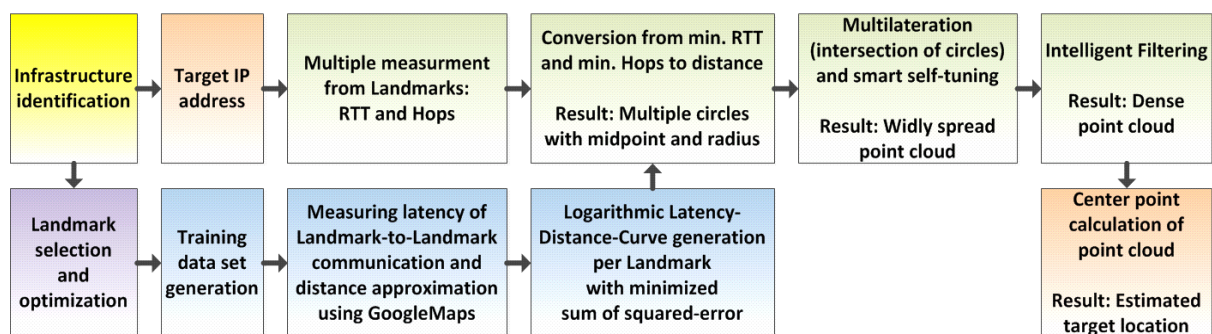 Infrastructure
identification
Target IP
address
Multiple measurment
from Landmarks:
RTT and Hops
Conversion from min. RTT
and min. Hops to distance
Result: Multiple circles
with midpoint and radius
Multilateration
(intersection of circles)
and smart self-tuning
Result: Widly spread
point cloud
Intelligent Filtering
Result: Dense
point cloud
Landmark
selection
and
optimization
Training
data set
generation
Measuring latency of
Landmark-to-Landmark
communication and
distance approximation
using GoogleMaps
Logarithmic Latency-
Distance-Curve generation
per Landmark
with minimized
sum of squared-error
Center point
calculation of
point cloud
Result: Estimated
target location